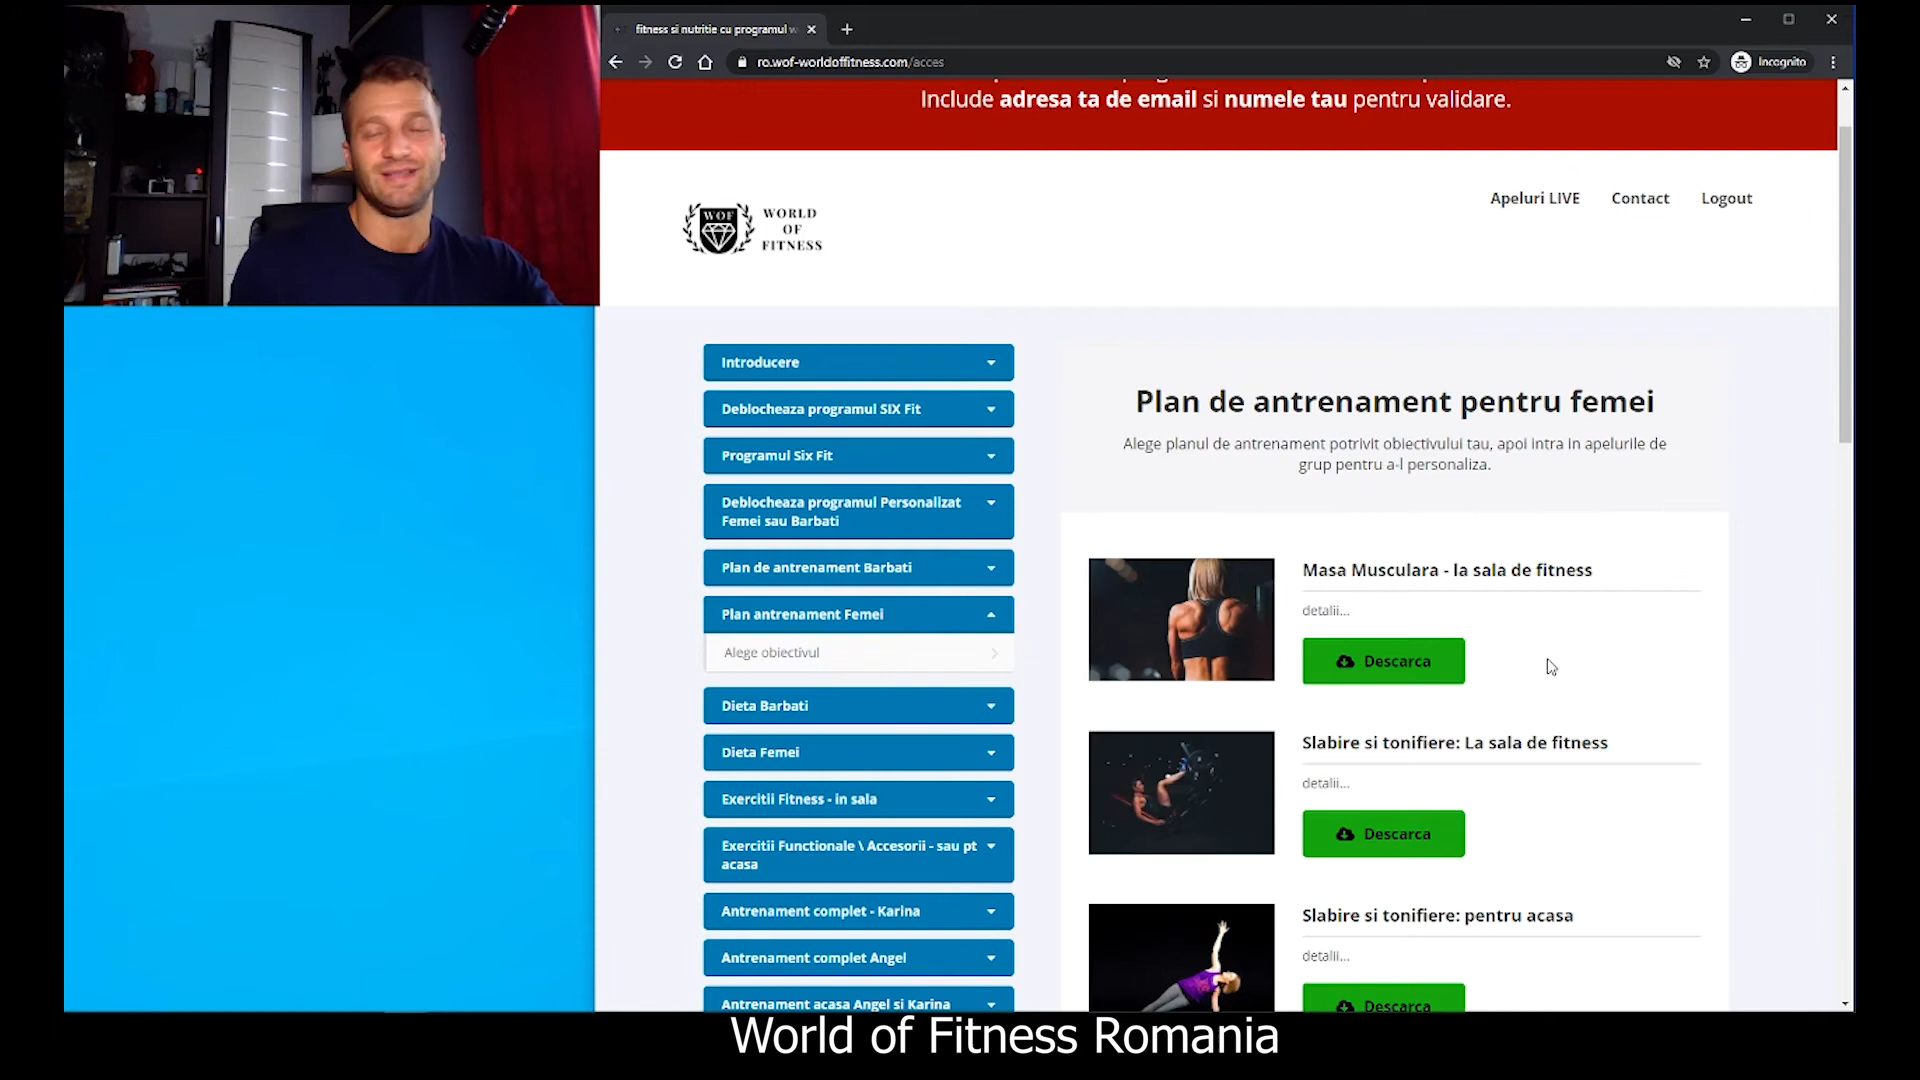 fitness si nutritie cu programul w
ro.wof-worldoffitness.com/acces
Incognito
Include adresa ta de email si numele tau pentru validare.
WOF
WORLD
OF
FITNESS
Apeluri LIVE
Contact
Logout
Introducere
Deblocheaza programul SIX Fit
Programul Six Fit
Deblocheaza programul Personalizat
Femei sau Barbati
Plan de antrenament Barbati
Plan antrenament Femei
Alege obiectivul
Dieta Barbati
Dieta Femei
Exercitii Fitness - in sala
Exercitii Functionale \ Accesorii - sau pt
acasa
Antrenament complet - Karina
Antrenament complet Angel
Antrenament acasa Angel si Karina
Plan de antrenament pentru femei
Alege planul de antrenament potrivit obiectivului tau, apoi intra in apelurile de
grup pentru a-l personaliza.
Masa Musculara - la sala de fitness
detalii...
Descarca
Slabire si tonifiere: La sala de fitness
detalii...
Descarca
Slabire si tonifiere: pentru acasa
detalii...
Descarca
World of Fitness Romania